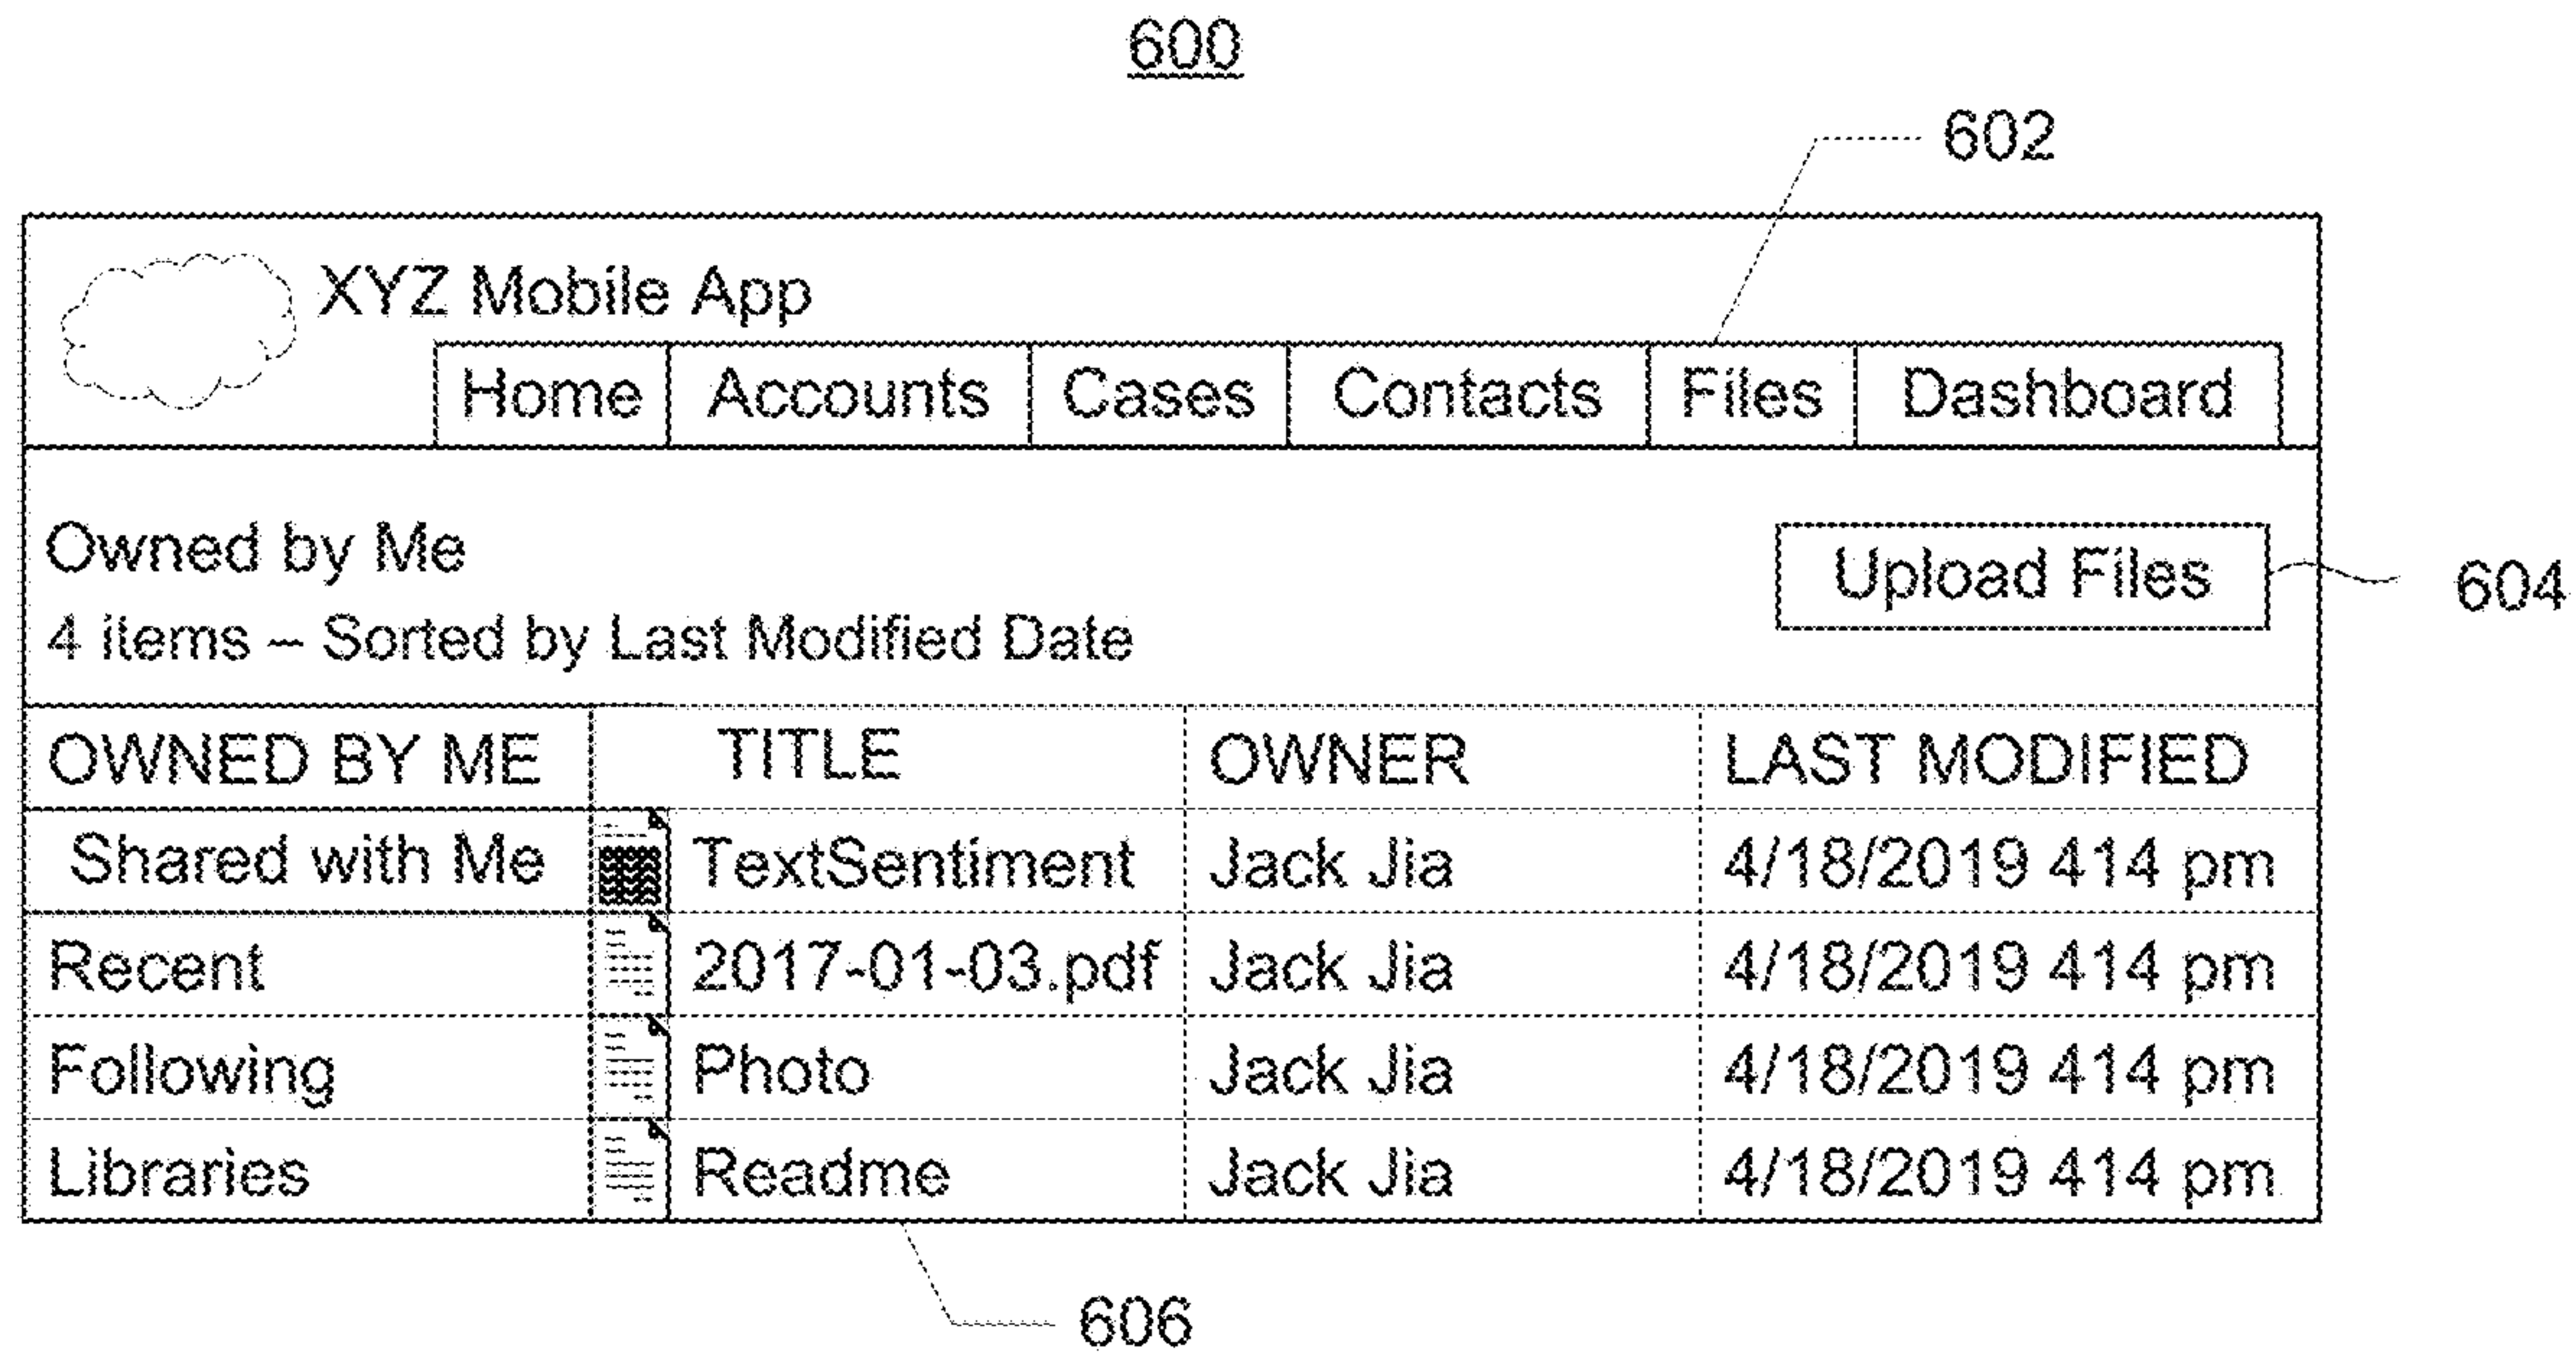 600
602
XYZ Mobile App
Home Accounts Cases Contacts Files Dashboard
Owned by Me
Upload Files
604
4 items – Sorted by Last Modified Date
OWNED BY ME TITLE OWNER LAST MODIFIED
Shared with Me TextSentiment Jack Jia 4/18/2019 414 pm
Recent 2017-01-03.pdf Jack Jia 4/18/2019 414 pm
Following Photo Jack Jia 4/18/2019 414 pm
Libraries Readme Jack Jia 4/18/2019 414 pm
606